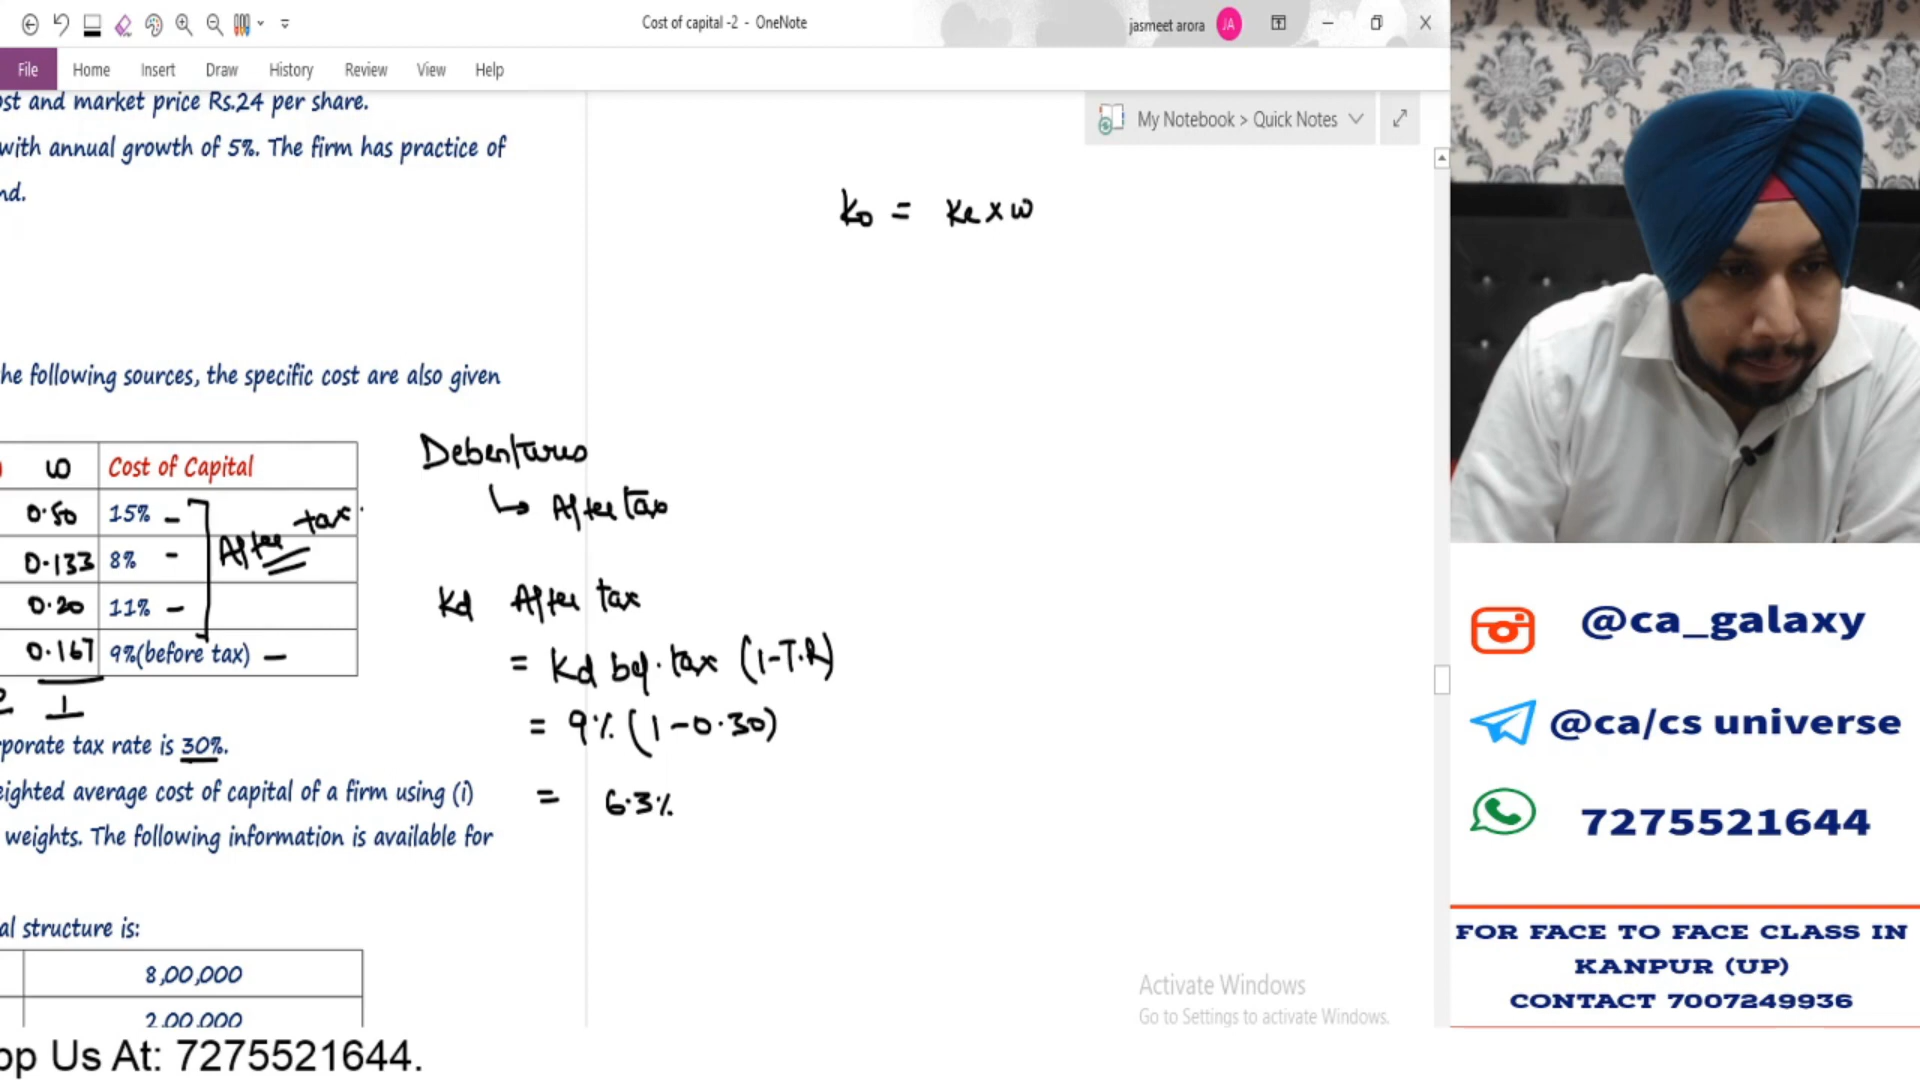 Cost of capital -2 - OneNote
jasmeet arora
JA
File Home Insert Draw History Review View Help
ost and market price Rs.24 per share.
My Notebook > Quick Notes
with annual growth of 5%. The firm has practice of
nd.
Ko = Ke x w
he following sources, the specific cost are also given
Debentures
↳ After tax
ω Cost of Capital
0.50 15% -
After tax
0.133 8% -
0.20 11% -
0.167 9%(before tax) -
1
Kd After tax
= Kd bef. tax (1-T.R)
= 9% (1-0.30)
= 6.3%
porate tax rate is 30%.
eighted average cost of capital of a firm using (i)
weights. The following information is available for
al structure is:
8,00,000
2,00,000
Activate Windows
Go to Settings to activate Windows.
pp Us At: 7275521644.
@ca_galaxy
@ca/cs universe
7275521644
FOR FACE TO FACE CLASS IN
KANPUR (UP)
CONTACT 7007249936